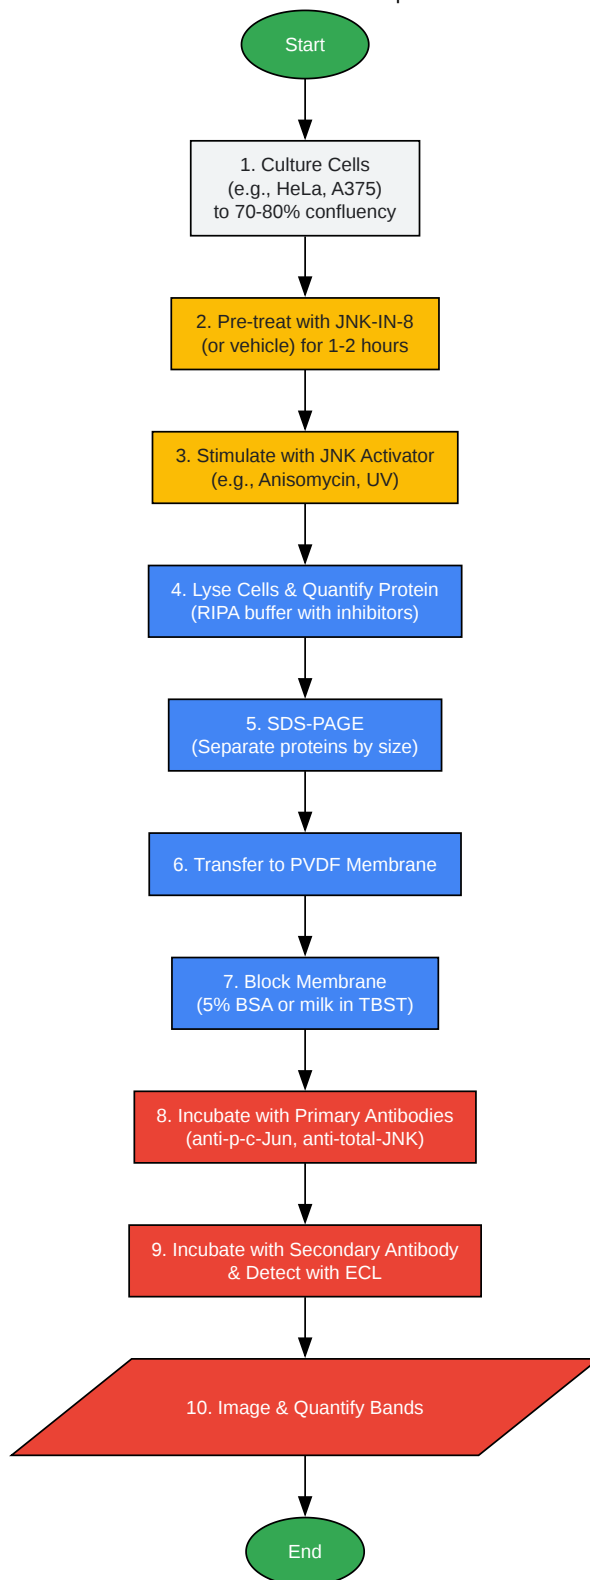 Start
1. Culture Cells
(e.g., HeLa, A375)
to 70-80% confluency
2. Pre-treat with JNK-IN-8
(or vehicle) for 1-2 hours
3. Stimulate with JNK Activator
(e.g., Anisomycin, UV)
4. Lyse Cells & Quantify Protein
(RIPA buffer with inhibitors)
5. SDS-PAGE
(Separate proteins by size)
6. Transfer to PVDF Membrane
7. Block Membrane
(5% BSA or milk in TBST)
8. Incubate with Primary Antibodies
(anti-p-c-Jun, anti-total-JNK)
9. Incubate with Secondary Antibody
& Detect with ECL
10. Image & Quantify Bands
End